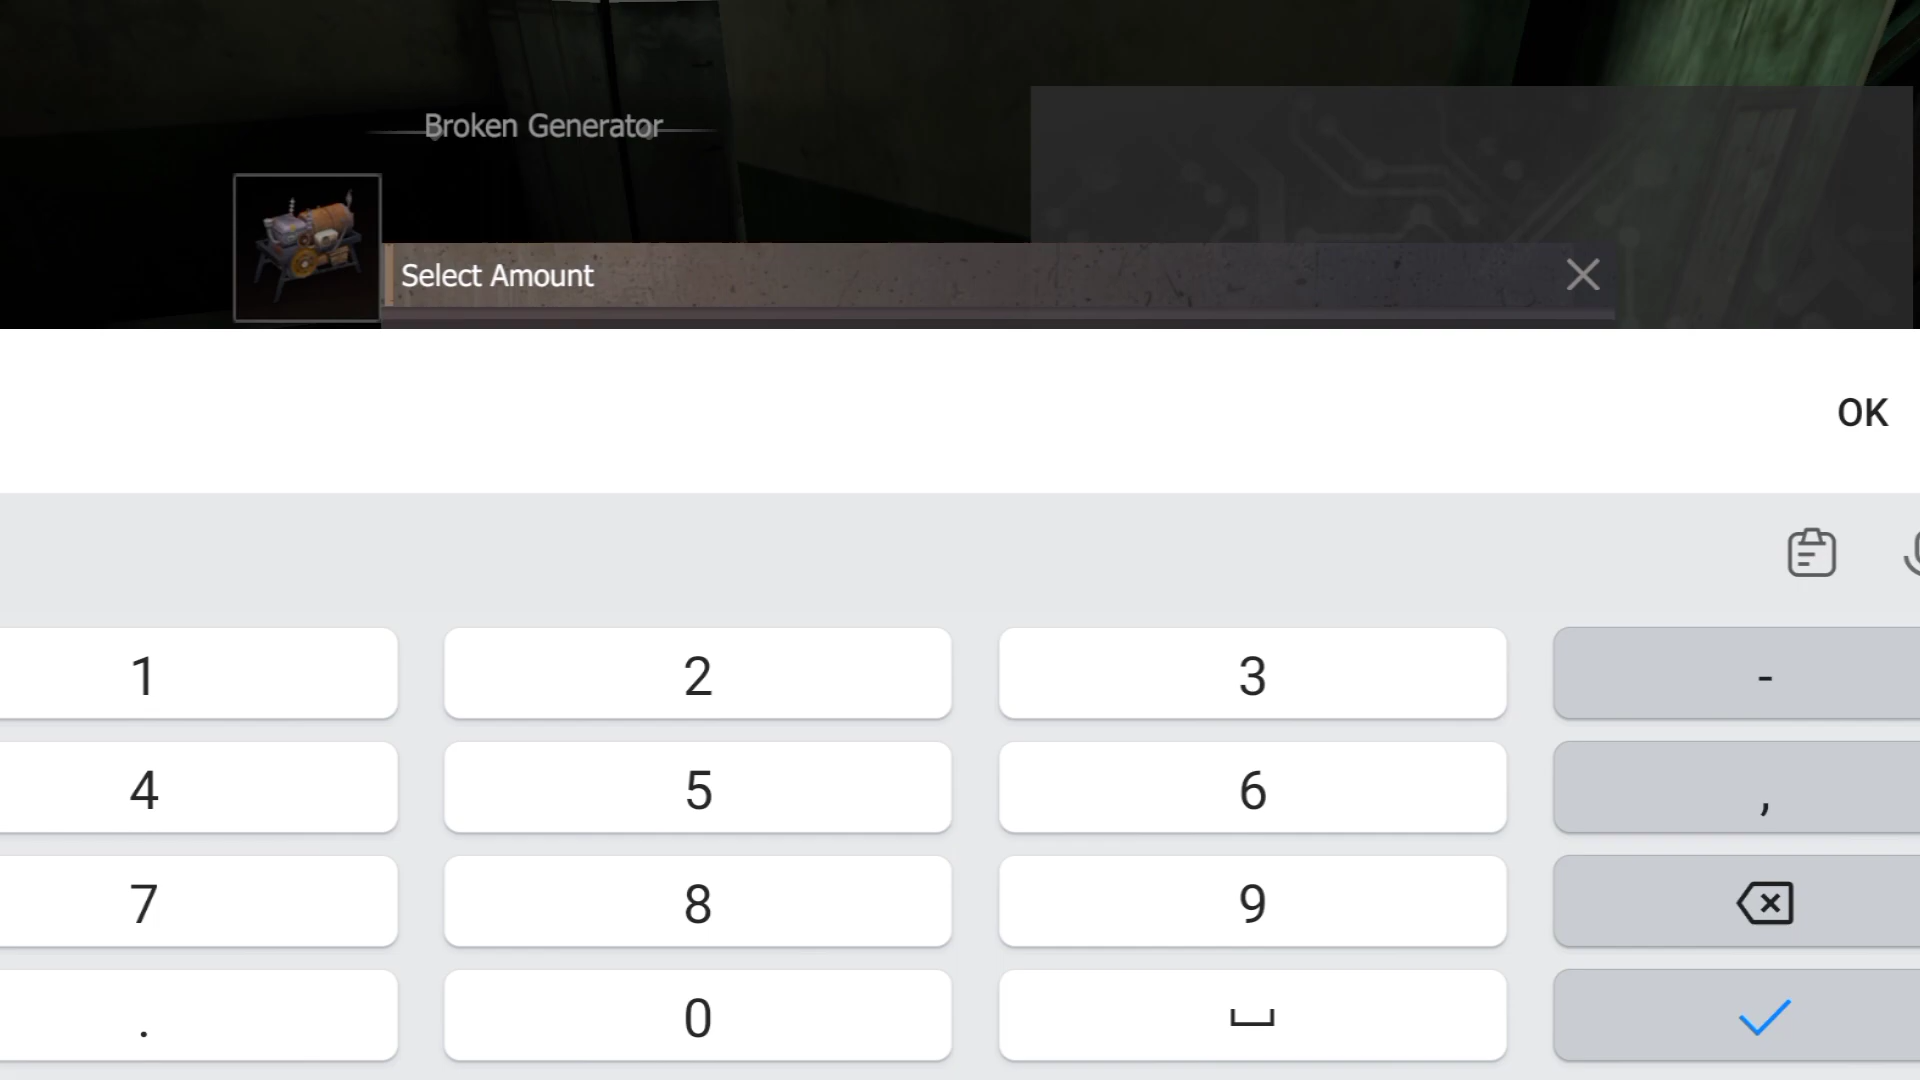 Broken Generator
Select Amount
OK
1 2 3 -
4 5 6 ,
7 8 9
. 0